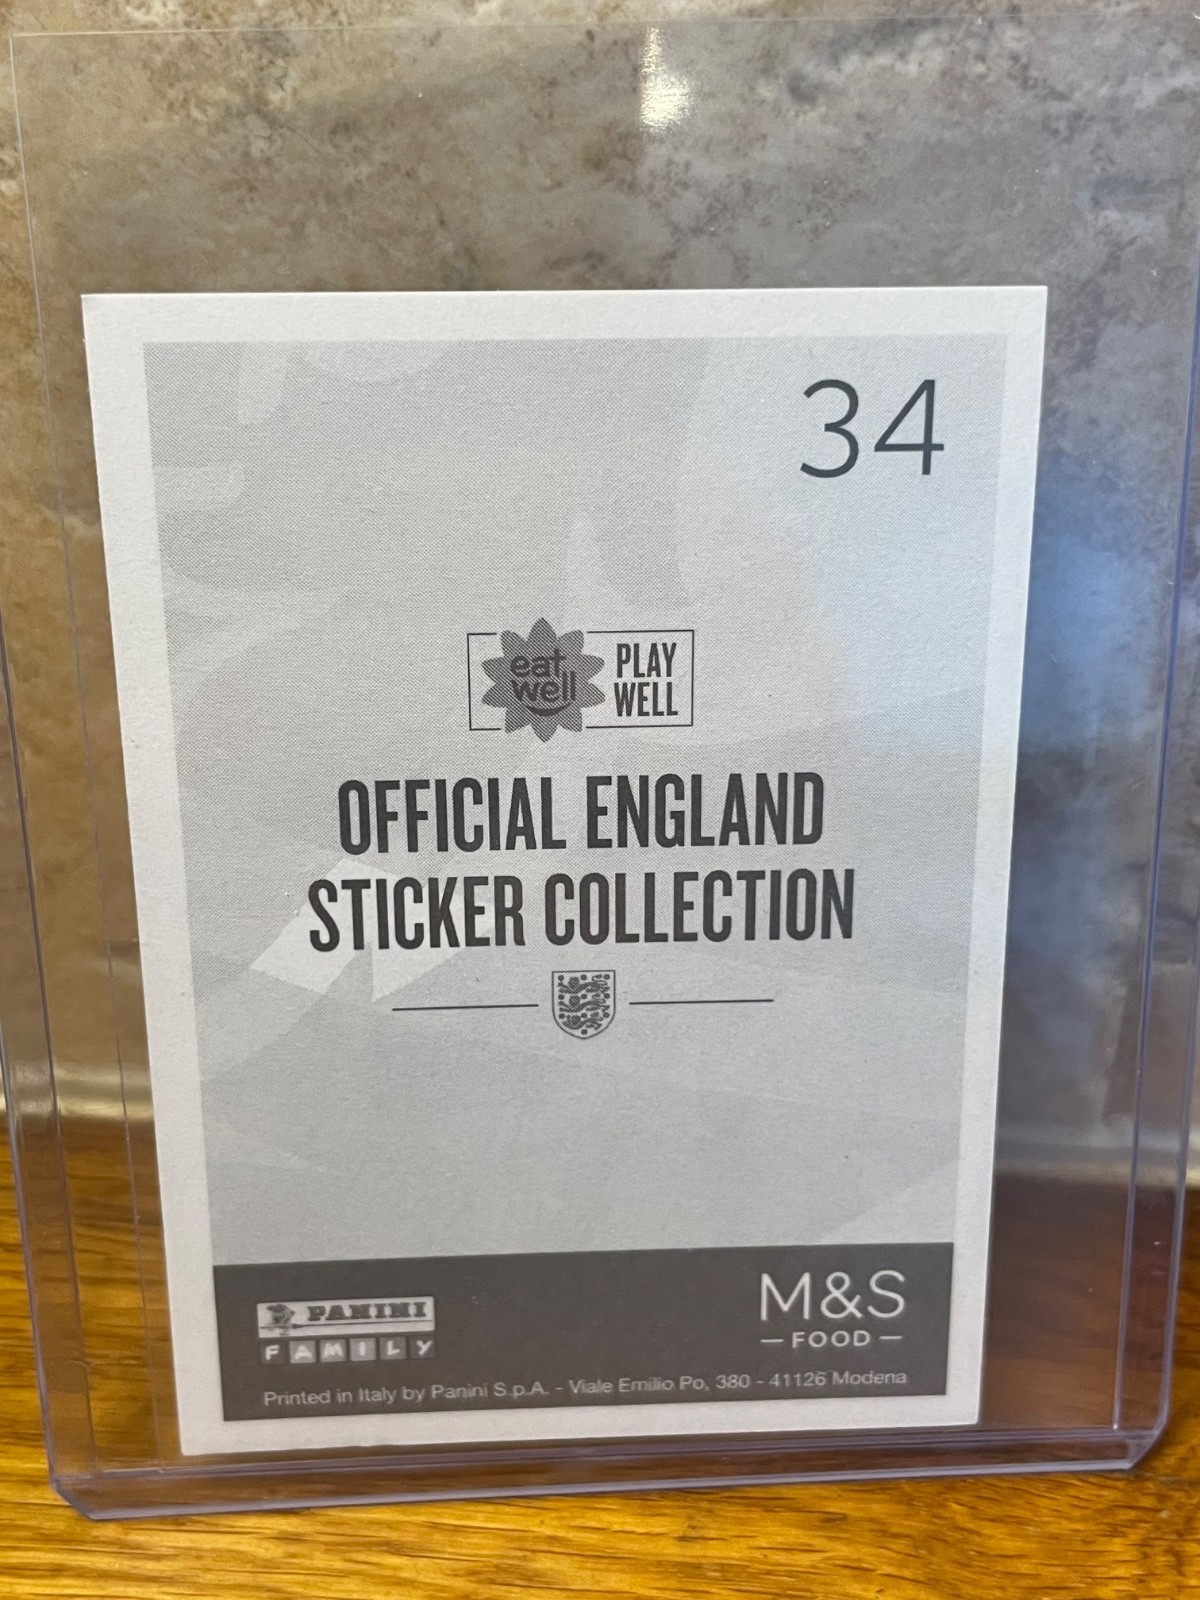 34
eat well
PLAY WELL
OFFICIAL ENGLAND
STICKER COLLECTION
PANINI
FAMILY
M&S
FOOD
Printed in Italy by Panini S.p.A. - Viale Emilio Po, 380 - 41126 Modena